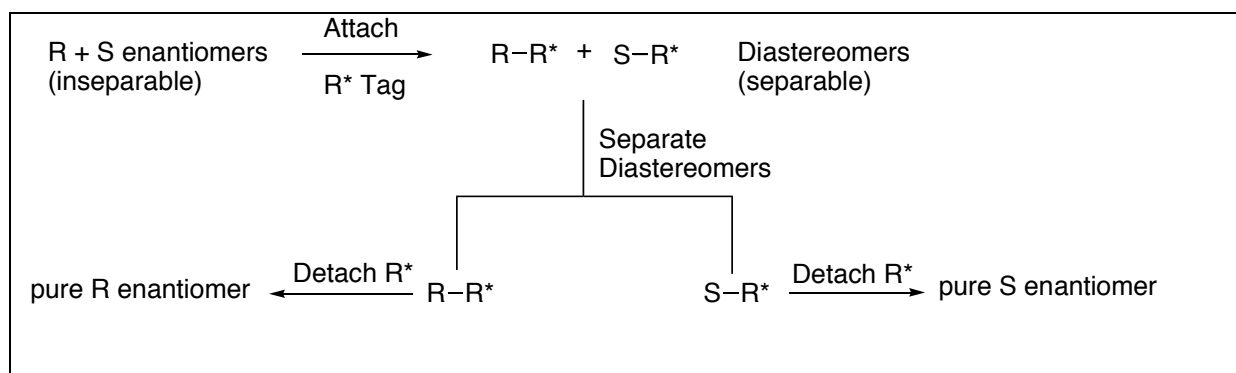 R + S enantiomers
(inseparable)
Attach
R* Tag
R–R* + S–R*
Diastereomers
(separable)
Separate
Diastereomers
pure R enantiomer
Detach R*
R–R*
S–R*
Detach R*
pure S enantiomer